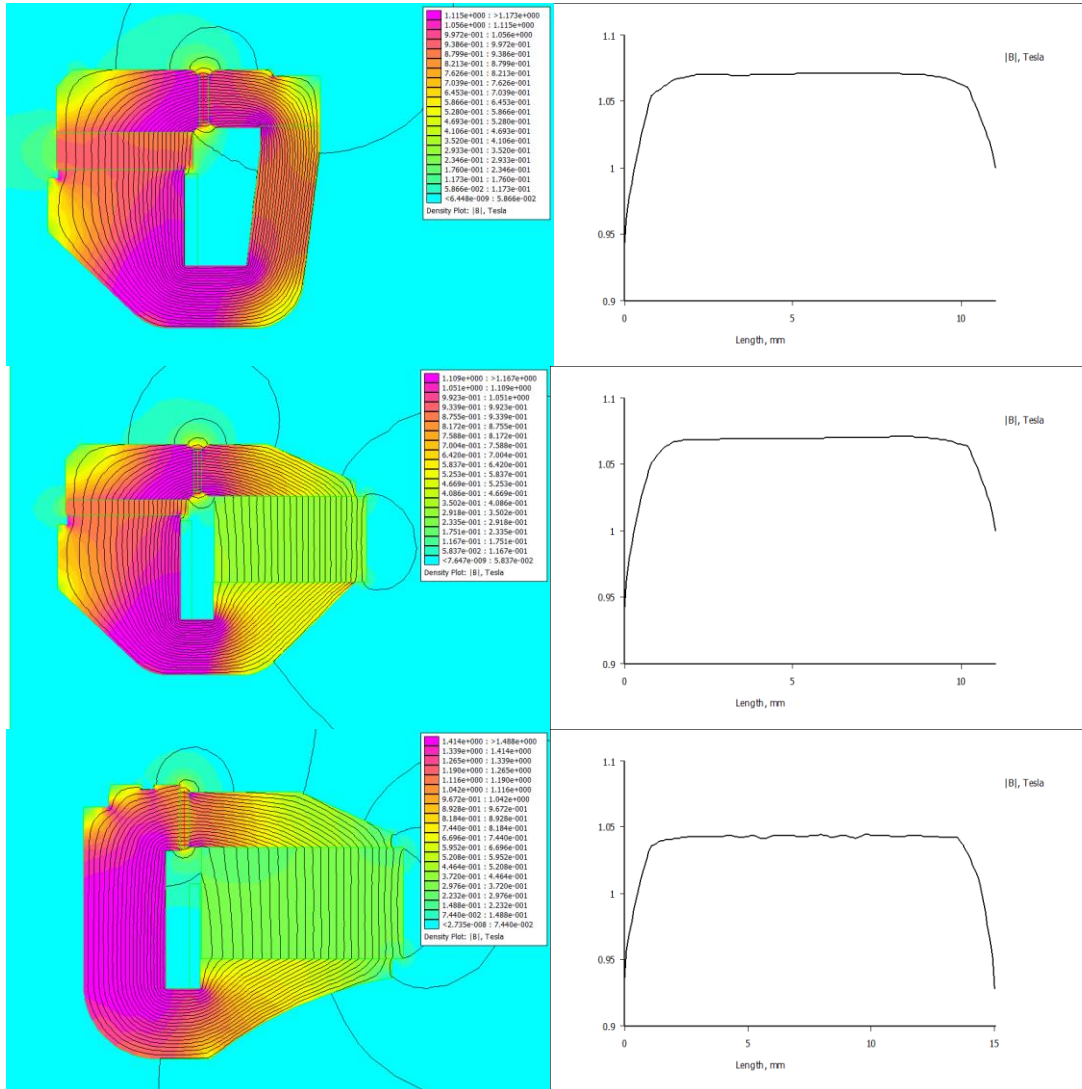 1.115e+000 : >1.173e+000
1.056e+000 : 1.115e+000
9.972e-001 : 1.056e+000
9.386e-001 : 9.972e-001
8.799e-001 : 9.386e-001
8.213e-001 : 8.799e-001
7.626e-001 : 8.213e-001
7.039e-001 : 7.626e-001
6.453e-001 : 7.039e-001
5.866e-001 : 6.453e-001
5.280e-001 : 5.866e-001
4.693e-001 : 5.280e-001
4.106e-001 : 4.693e-001
3.520e-001 : 4.106e-001
2.933e-001 : 3.520e-001
2.346e-001 : 2.933e-001
1.760e-001 : 2.346e-001
1.173e-001 : 1.760e-001
5.866e-002 : 1.173e-001
<6.448e-009 : 5.866e-002
Density Plot: |B|, Tesla
1.1
1.05
1
0.95
0.9
0
5
10
Length, mm
|B|, Tesla
1.109e+000 : >1.167e+000
1.051e+000 : 1.109e+000
9.923e-001 : 1.051e+000
9.339e-001 : 9.923e-001
8.755e-001 : 9.339e-001
8.172e-001 : 8.755e-001
7.588e-001 : 8.172e-001
7.004e-001 : 7.588e-001
6.420e-001 : 7.004e-001
5.837e-001 : 6.420e-001
5.253e-001 : 5.837e-001
4.669e-001 : 5.253e-001
4.086e-001 : 4.669e-001
3.502e-001 : 4.086e-001
2.918e-001 : 3.502e-001
2.335e-001 : 2.918e-001
1.751e-001 : 2.335e-001
1.167e-001 : 1.751e-001
5.837e-002 : 1.167e-001
<7.647e-009 : 5.837e-002
Density Plot: |B|, Tesla
1.1
1.05
1
0.95
0.9
0
5
10
Length, mm
|B|, Tesla
1.414e+000 : >1.488e+000
1.339e+000 : 1.414e+000
1.265e+000 : 1.339e+000
1.190e+000 : 1.265e+000
1.116e+000 : 1.190e+000
1.042e+000 : 1.116e+000
9.672e-001 : 1.042e+000
8.928e-001 : 9.672e-001
8.184e-001 : 8.928e-001
7.440e-001 : 8.184e-001
6.696e-001 : 7.440e-001
5.952e-001 : 6.696e-001
5.208e-001 : 5.952e-001
4.464e-001 : 5.208e-001
3.720e-001 : 4.464e-001
2.976e-001 : 3.720e-001
2.232e-001 : 2.976e-001
1.488e-001 : 2.232e-001
7.440e-002 : 1.488e-001
<2.735e-008 : 7.440e-002
Density Plot: |B|, Tesla
1.1
1.05
1
0.95
0.9
0
5
10
15
Length, mm
|B|, Tesla